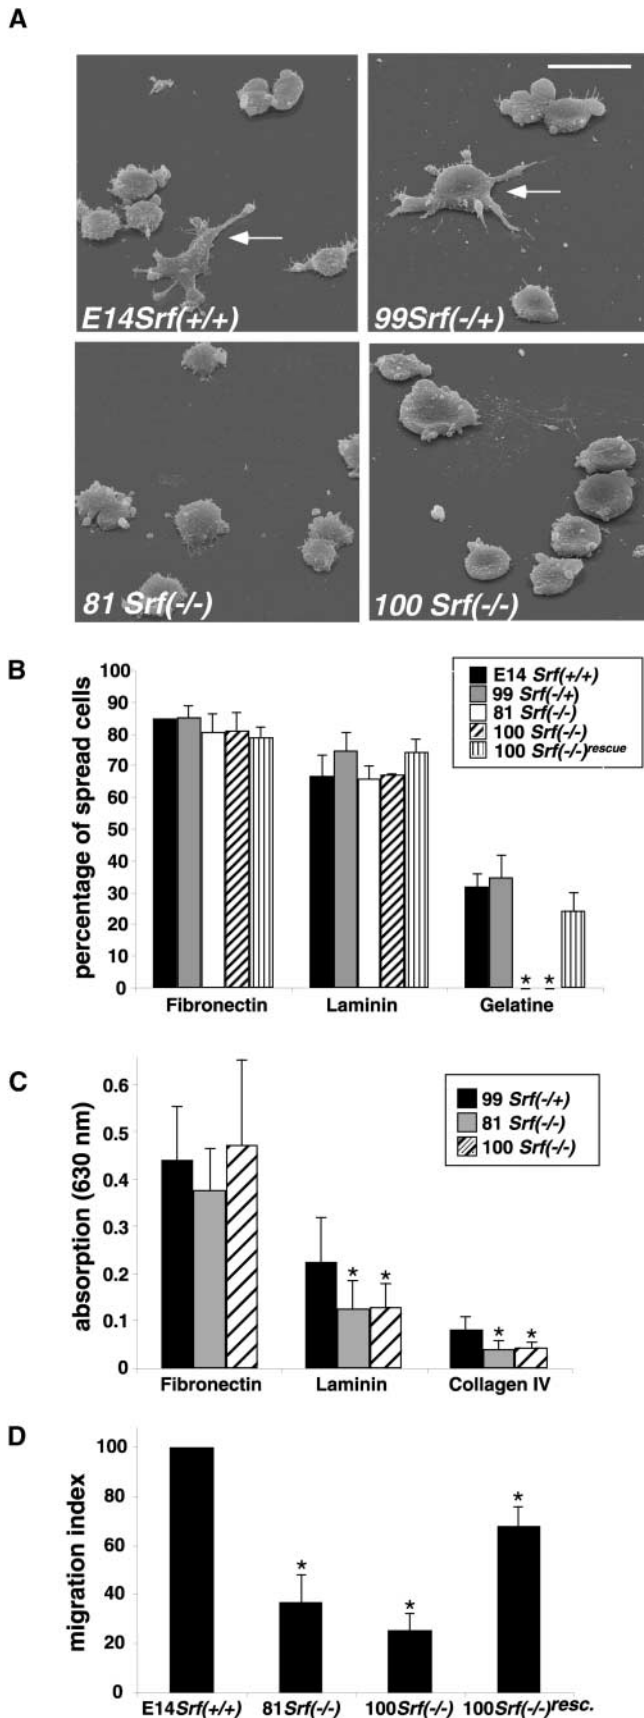 A
E14Srf(+/+)
99Srf(-/+)
81 Srf(-/-)
100 Srf(-/-)
B
percentage of spread cells
100
90
80
70
60
50
40
30
20
10
0
E14 Srf(+/+)
99 Srf(-/+)
81 Srf(-/-)
100 Srf(-/-)
100 Srf(-/-)rescue
* *
Fibronectin Laminin Gelatine
C
absorption (630 nm)
0.6
0.5
0.4
0.3
0.2
0.1
0
99 Srf(-/+)
81 Srf(-/-)
100 Srf(-/-)
* *
* *
Fibronectin Laminin Collagen IV
D
migration index
100
80
60
40
20
0
*
*
*
E14Srf(+/+) 81Srf(-/-) 100Srf(-/-) 100Srf(-/-)resc.